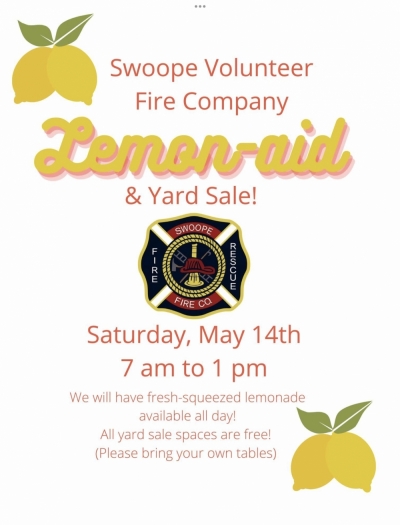 Swoope Volunteer
Fire Company
Lemon-aid
& Yard Sale!
SWOOPE
FIRE
RESCUE
FIRE CO.
Saturday, May 14th
7 am to 1 pm
We will have fresh-squeezed lemonade
available all day!
All yard sale spaces are free!
(Please bring your own tables)